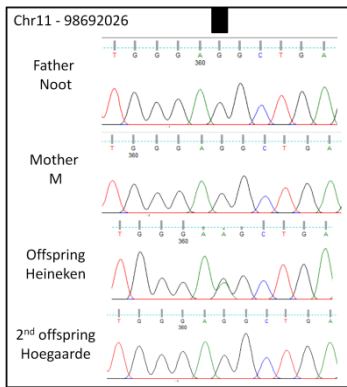 Chr11 - 98692026
T G G G A G G C T G A
360
Father
Noot
T G G G A G G C T G A
360
Mother
M
T G G G A A G C T G A
360
Offspring
Heineken
T G G G A G G C T G A
360
2nd offspring
Hoegaarde